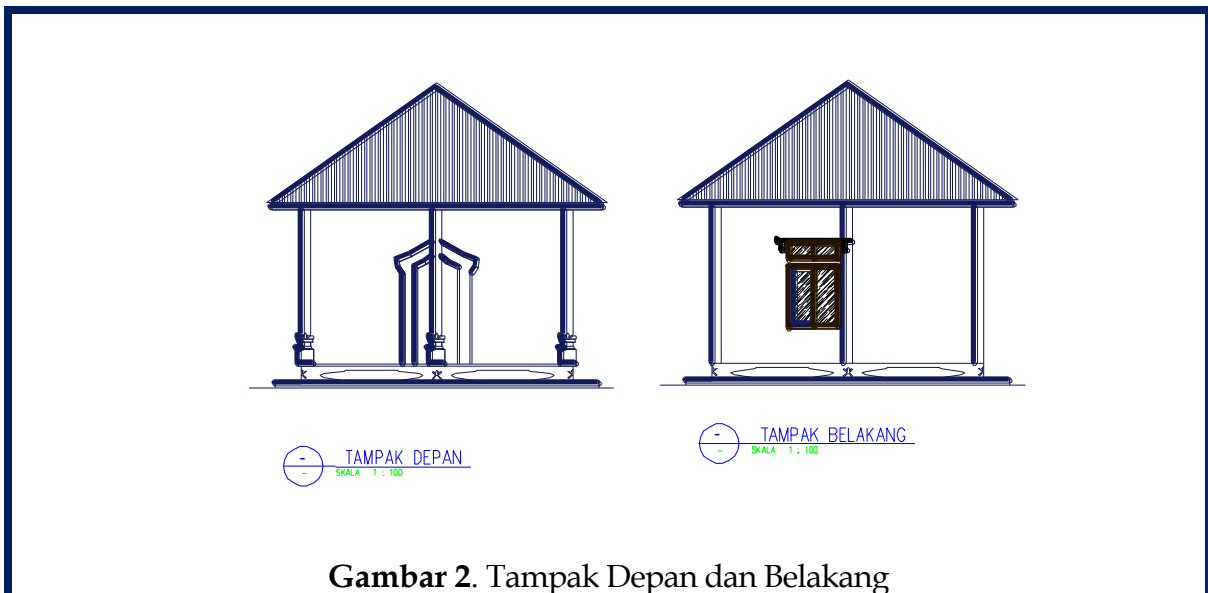 -
TAMPAK DEPAN
-
SKALA 1 : 100
-
TAMPAK BELAKANG
-
SKALA 1 : 100
Gambar 2. Tampak Depan dan Belakang